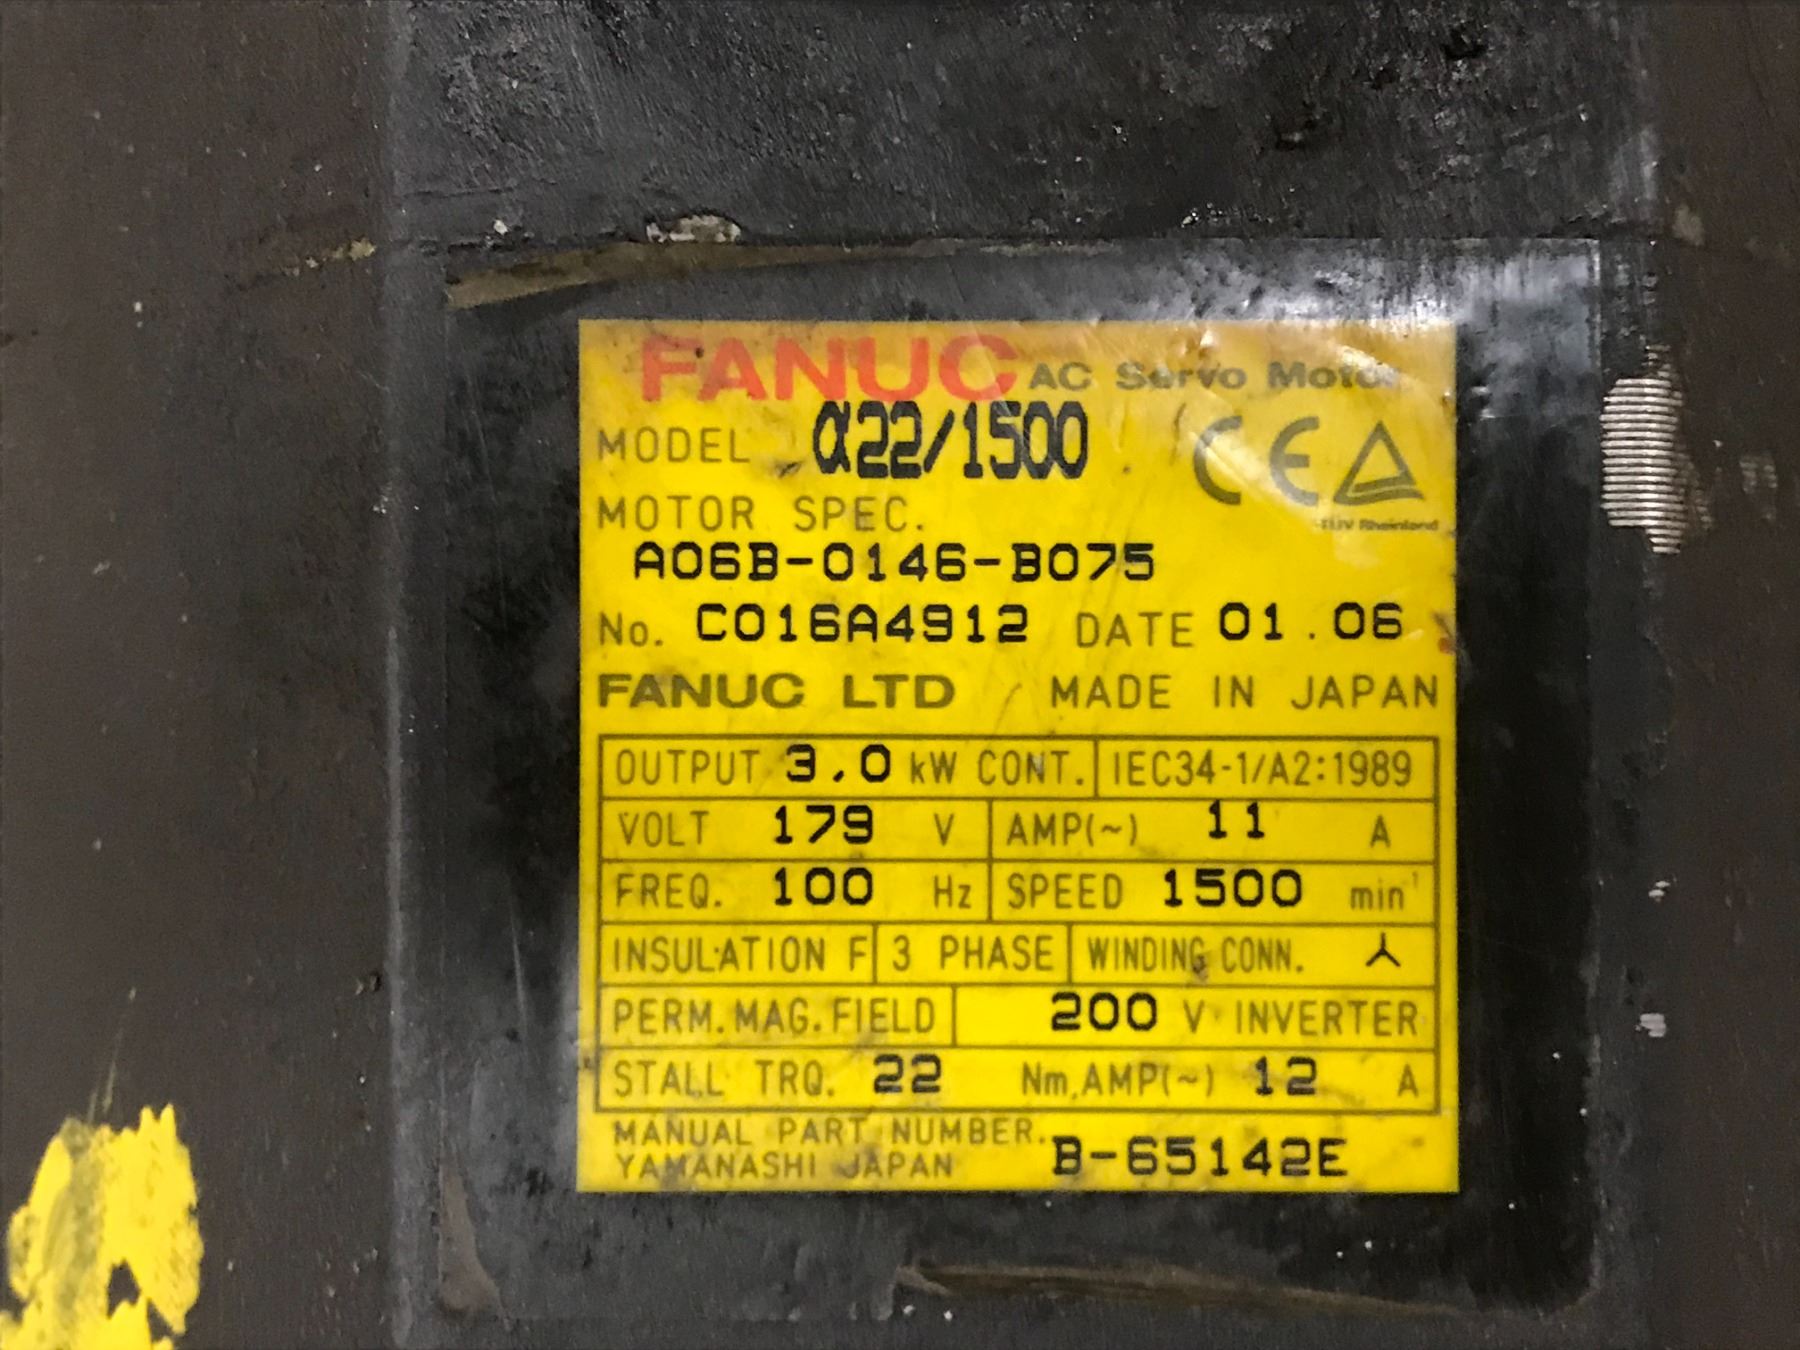 FANUC AC Servo Motor
MODEL α22/1500
CE
TÜV Rheinland
MOTOR SPEC.
A06B-0146-B075
No. C016A4912 DATE 01.06
FANUC LTD MADE IN JAPAN
OUTPUT 3.0 kW CONT. IEC34-1/A2:1989
VOLT 179 V AMP(~) 11 A
FREQ. 100 Hz SPEED 1500 min⁻¹
INSULATION F 3 PHASE WINDING CONN.
PERM.MAG.FIELD 200 V INVERTER
STALL TRQ. 22 Nm,AMP(~) 12 A
MANUAL PART NUMBER. B-65142E
YAMANASHI JAPAN